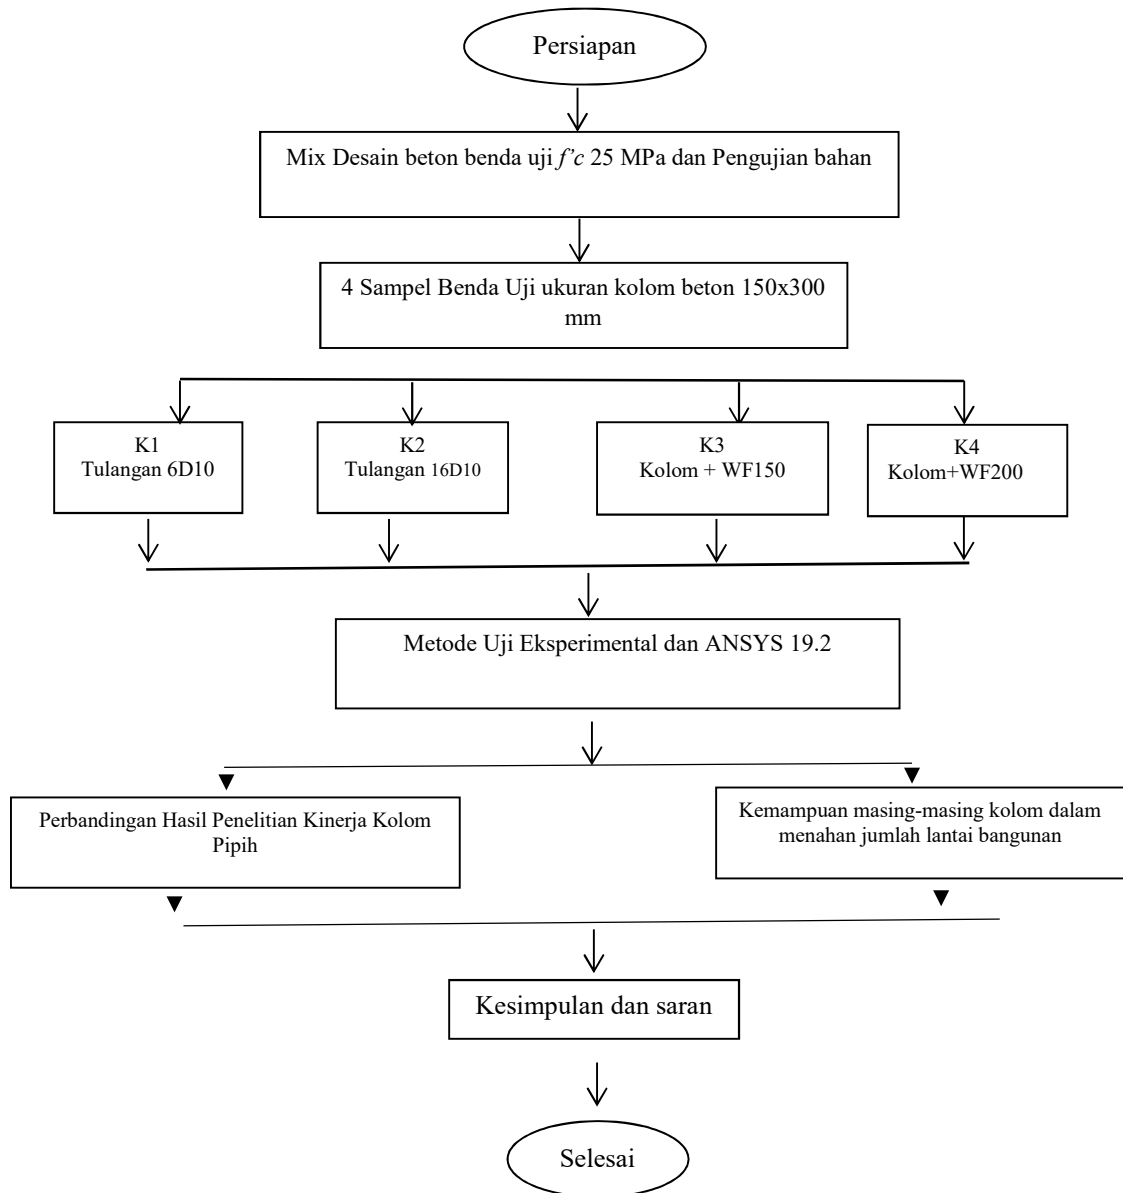 Persiapan
Mix Desain beton benda uji f’c 25 MPa dan Pengujian bahan
4 Sampel Benda Uji ukuran kolom beton 150x300
mm
K1
Tulangan 6D10
K2
Tulangan 16D10
K3
Kolom + WF150
K4
Kolom+WF200
Metode Uji Eksperimental dan ANSYS 19.2
Perbandingan Hasil Penelitian Kinerja Kolom
Pipih
Kemampuan masing-masing kolom dalam
menahan jumlah lantai bangunan
Kesimpulan dan saran
Selesai